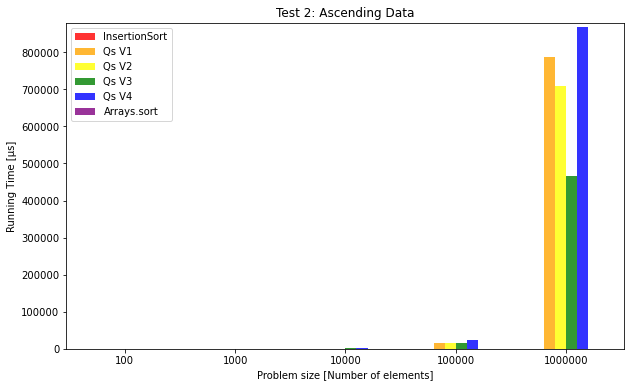 Test 2: Ascending Data
InsertionSort
Qs V1
Qs V2
Qs V3
Qs V4
Arrays.sort
Running Time [µs]
800000
700000
600000
500000
400000
300000
200000
100000
0
100
1000
10000
100000
1000000
Problem size [Number of elements]